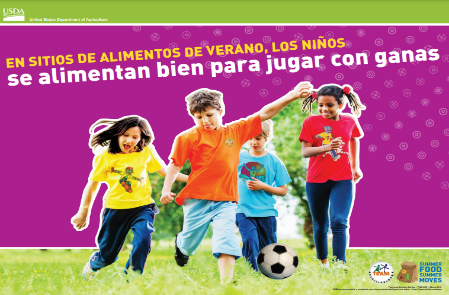 USDA
United States Department of Agriculture
EN SITIOS DE ALIMENTOS DE VERANO, LOS NIÑOS
se alimentan bien para jugar con ganas
SUMMER
FOOD
SUMMER
MOVES